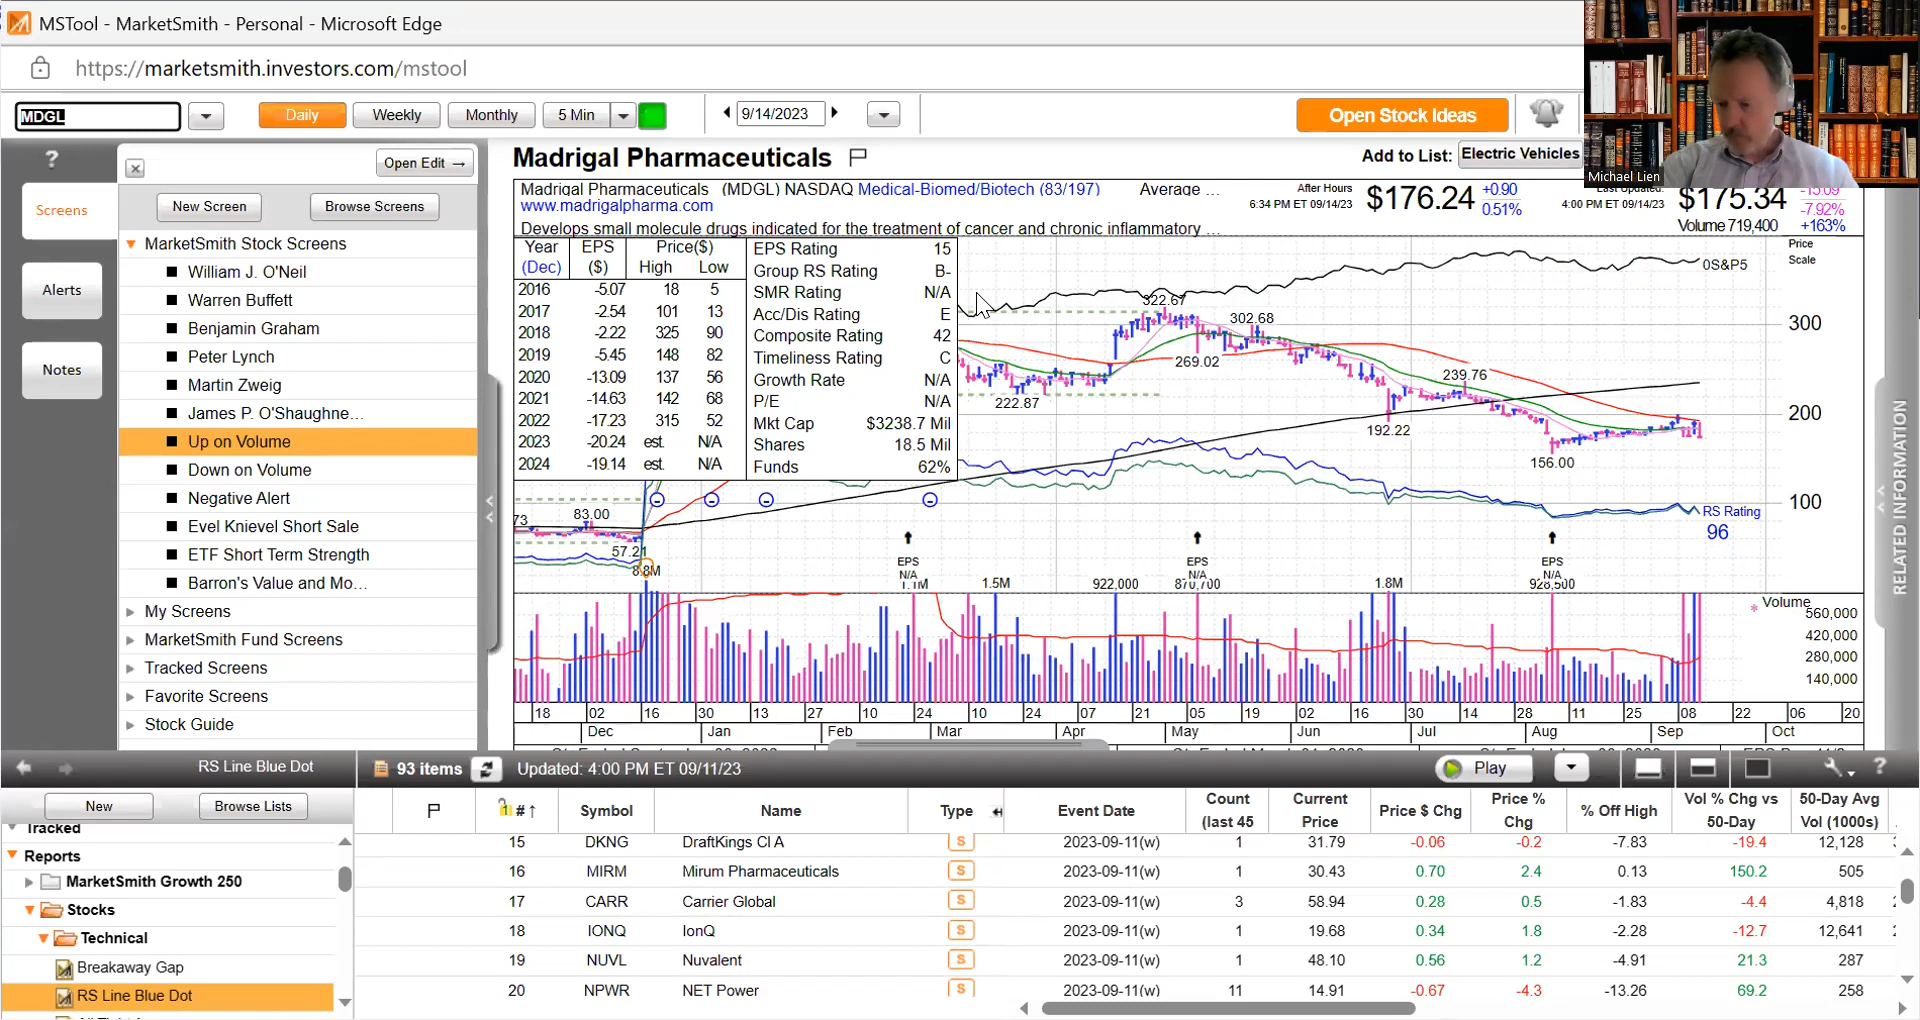 MSTool - MarketSmith - Personal - Microsoft Edge
https://marketsmith.investors.com/mstool
MDGL
Daily
Weekly
Monthly
5 Min
9/14/2023
Open Stock Ideas
Michael Lien
?
Screens
Alerts
Notes
Open Edit →
New Screen
Browse Screens
MarketSmith Stock Screens
William J. O'Neil
Warren Buffett
Benjamin Graham
Peter Lynch
Martin Zweig
James P. O'Shaughne…
Up on Volume
Down on Volume
Negative Alert
Evel Knievel Short Sale
ETF Short Term Strength
Barron's Value and Mo…
My Screens
MarketSmith Fund Screens
Tracked Screens
Favorite Screens
Stock Guide
Madrigal Pharmaceuticals
Add to List: Electric Vehicles
Madrigal Pharmaceuticals (MDGL) NASDAQ Medical-Biomed/Biotech (83/197) Average ...
www.madrigalpharma.com
After Hours
6:34 PM ET 09/14/23
$176.24
+0.90
0.51%
Last Updated:
4:00 PM ET 09/14/23
$175.34
-15.09
-7.92%
Develops small molecule drugs indicated for the treatment of cancer and chronic inflammatory ...
Volume 719,400 +163%
Year EPS Price($)
(Dec) ($) High Low
2016 -5.07 18 5
2017 -2.54 101 13
2018 -2.22 325 90
2019 -5.45 148 82
2020 -13.09 137 56
2021 -14.63 142 68
2022 -17.23 315 52
2023 -20.24 est. N/A
2024 -19.14 est. N/A
EPS Rating 15
Group RS Rating B-
SMR Rating N/A
Acc/Dis Rating E
Composite Rating 42
Timeliness Rating C
Growth Rate N/A
P/E N/A
Mkt Cap $3238.7 Mil
Shares 18.5 Mil
Funds 62%
Price
Scale
0S&P5
322.67
302.68
269.02
222.87
239.76
192.22
156.00
300
200
100
73
83.00
57.21
8.8M
RS Rating
96
EPS
N/A
EPS
N/A
EPS
N/A
1.1M 1.5M 922,000 870,700 1.8M 928,500
Volume
560,000
420,000
280,000
140,000
18 02 16 30 13 27 10 24 10 24 07 21 05 19 02 16 30 14 28 11 25 08 22 06 20
Dec Jan Feb Mar Apr May Jun Jul Aug Sep Oct
RELATED INFORMATION
RS Line Blue Dot
93 items
Updated: 4:00 PM ET 09/11/23
Play
?
New
Browse Lists
Tracked
Reports
MarketSmith Growth 250
Stocks
Technical
Breakaway Gap
RS Line Blue Dot
# ↑ Symbol Name Type Event Date Count (last 45 Current Price Price $ Chg Price % Chg % Off High Vol % Chg vs 50-Day 50-Day Avg Vol (1000s)
15 DKNG DraftKings Cl A S 2023-09-11(w) 1 31.79 -0.06 -0.2 -7.83 -19.4 12,128
16 MIRM Mirum Pharmaceuticals S 2023-09-11(w) 1 30.43 0.70 2.4 0.13 150.2 505
17 CARR Carrier Global S 2023-09-11(w) 3 58.94 0.28 0.5 -1.83 -4.4 4,818
18 IONQ IonQ S 2023-09-11(w) 1 19.68 0.34 1.8 -2.28 -12.7 12,641
19 NUVL Nuvalent S 2023-09-11(w) 1 48.10 0.56 1.2 -4.91 21.3 287
20 NPWR NET Power S 2023-09-11(w) 11 14.91 -0.67 -4.3 -13.26 69.2 258